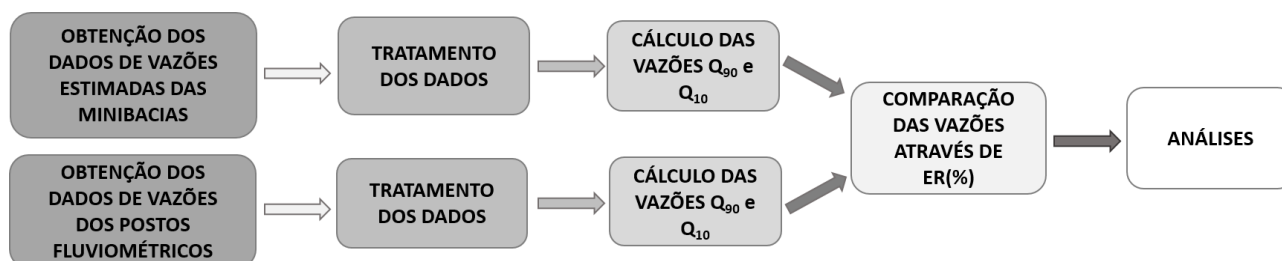 OBTENÇÃO DOS
DADOS DE VAZÕES
ESTIMADAS DAS
MINIBACIAS
TRATAMENTO
DOS DADOS
CÁLCULO DAS
VAZÕES Q90 e
Q10
OBTENÇÃO DOS
DADOS DE VAZÕES
DOS POSTOS
FLUVIOMÉTRICOS
TRATAMENTO
DOS DADOS
CÁLCULO DAS
VAZÕES Q90 e
Q10
COMPARAÇÃO
DAS VAZÕES
ATRAVÉS DE
ER(%)
ANÁLISES